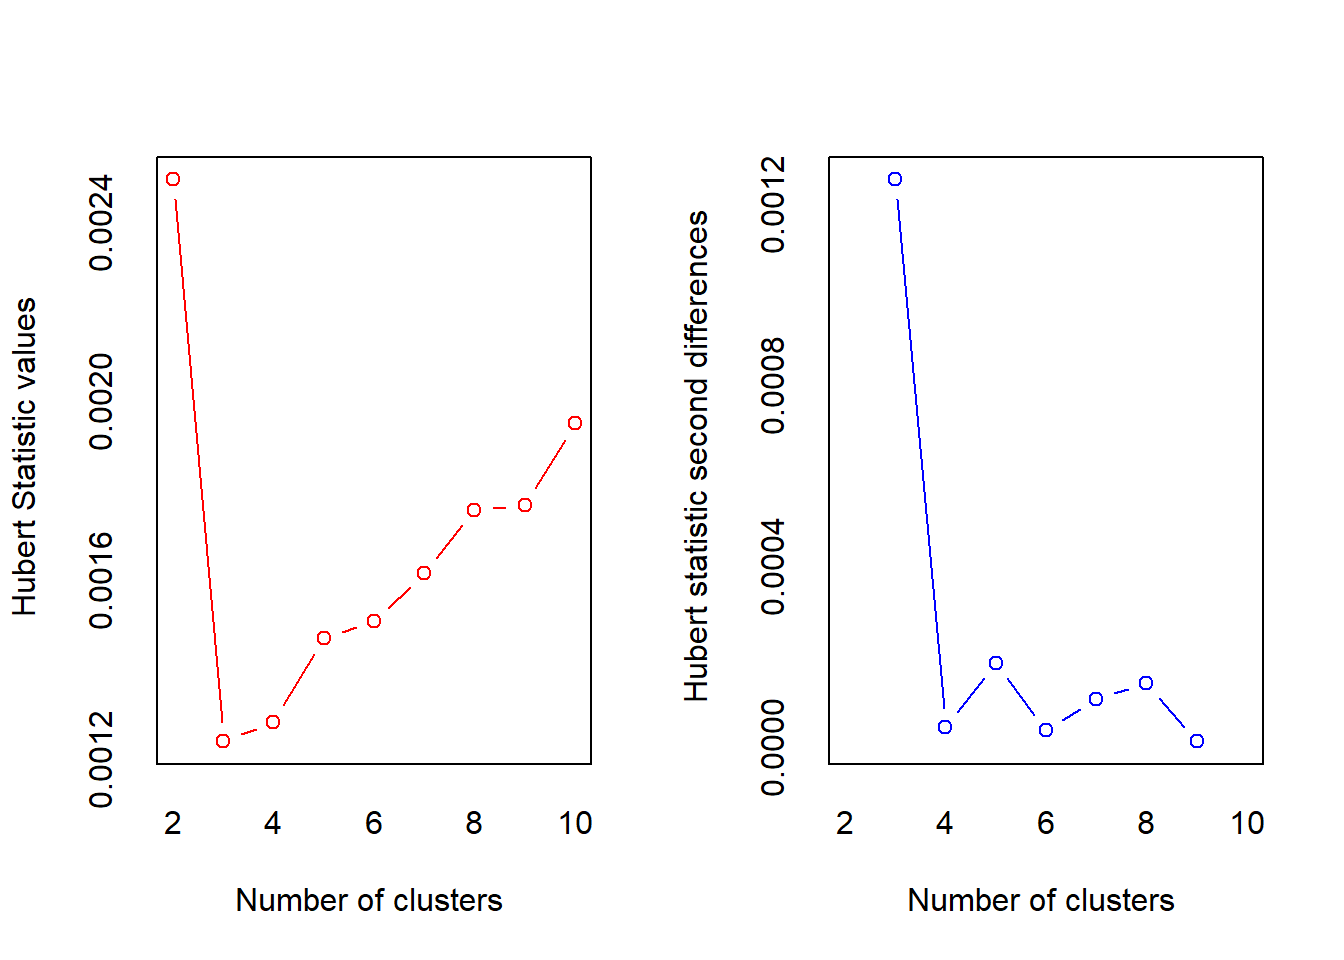 Hubert Statistic values
0.0012 0.0016 0.0020 0.0024
2 4 6 8 10
Number of clusters
Hubert statistic second differences
0.0000 0.0004 0.0008 0.0012
2 4 6 8 10
Number of clusters